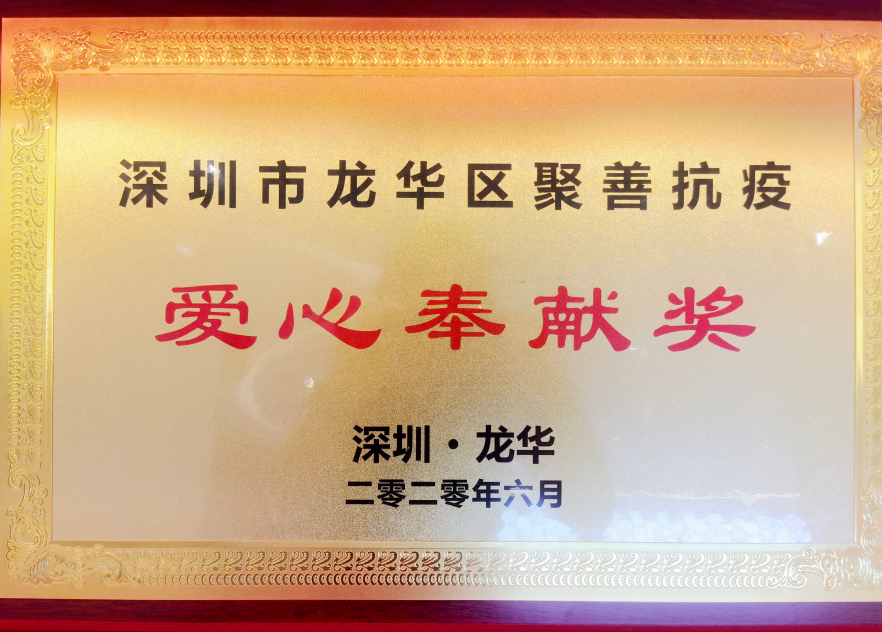 深圳市龙华区聚善抗疫
爱心奉献奖
深圳·龙华
二零二零年六月